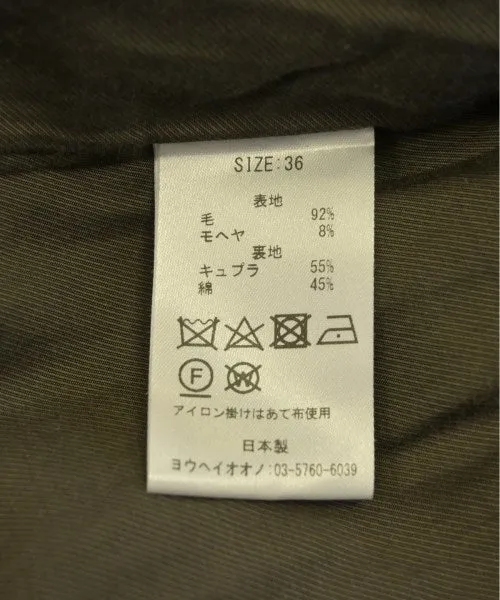 SIZE:36
表地
毛 92%
モヘヤ 8%
裏地
キュプラ 55%
綿 45%
F W
アイロン掛けはあて布使用
日本製
ヨウヘイオオノ:03-5760-6039